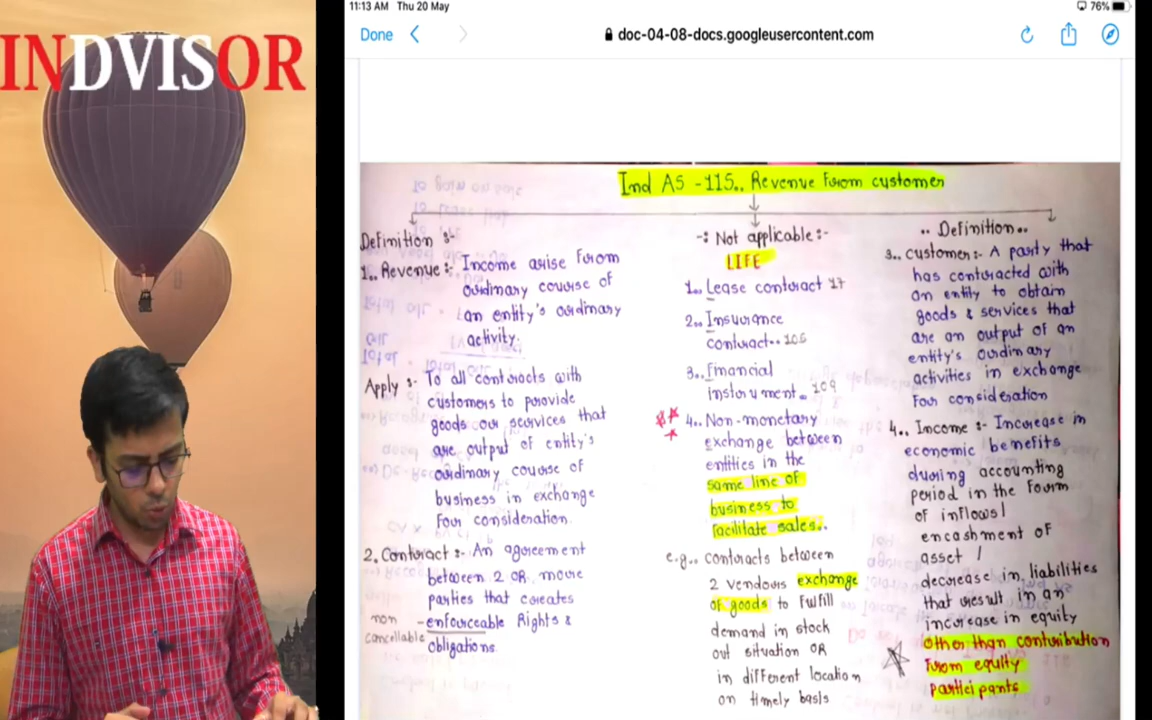 11:13 AM Thu 20 May
76%
INDVISOR
Done
doc-04-08-docs.googleusercontent.com
Ind AS -115.. Revenue from customer
Definition :-
1.. Revenue :- Income arise from
ordinary course of
an entity's ordinary
activity.
Apply :- To all contracts with
customers to provide
goods or services that
are output of entity's
ordinary course of
business in exchange
for consideration.
2. Contract :- An agreement
between 2 OR more
parties that creates
non - enforceable Rights &
cancellable obligations.
-: Not applicable :-
LIFE
1.. Lease contract 17
2.. Insurance
contract.. 106
3.. Financial
instrument. 109
4.. Non-monetary
exchange between
entities in the
same line of
business to
facilitate sales..
e.g.. contracts between
2 vendors exchange
of goods to fulfill
demand in stock
out situation OR
in different location
on timely basis
.. Definition..
3.. customer :- A party that
has contracted with
an entity to obtain
goods & services that
are an output of an
entity's ordinary
activities in exchange
for consideration
4.. Income :- Increase in
economic benefits
during accounting
period in the form
of inflows /
encashment of
asset /
decrease in liabilities
that result in an
increase in equity
Other than contribution
from equity
participants